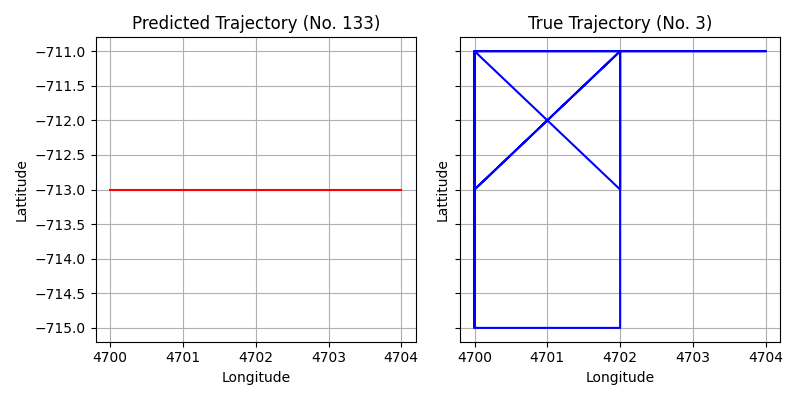 Predicted Trajectory (No. 133)
True Trajectory (No. 3)
Lattitude
−711.0
−711.5
−712.0
−712.5
−713.0
−713.5
−714.0
−714.5
−715.0
4700 4701 4702 4703 4704
Longitude
Lattitude
4700 4701 4702 4703 4704
Longitude